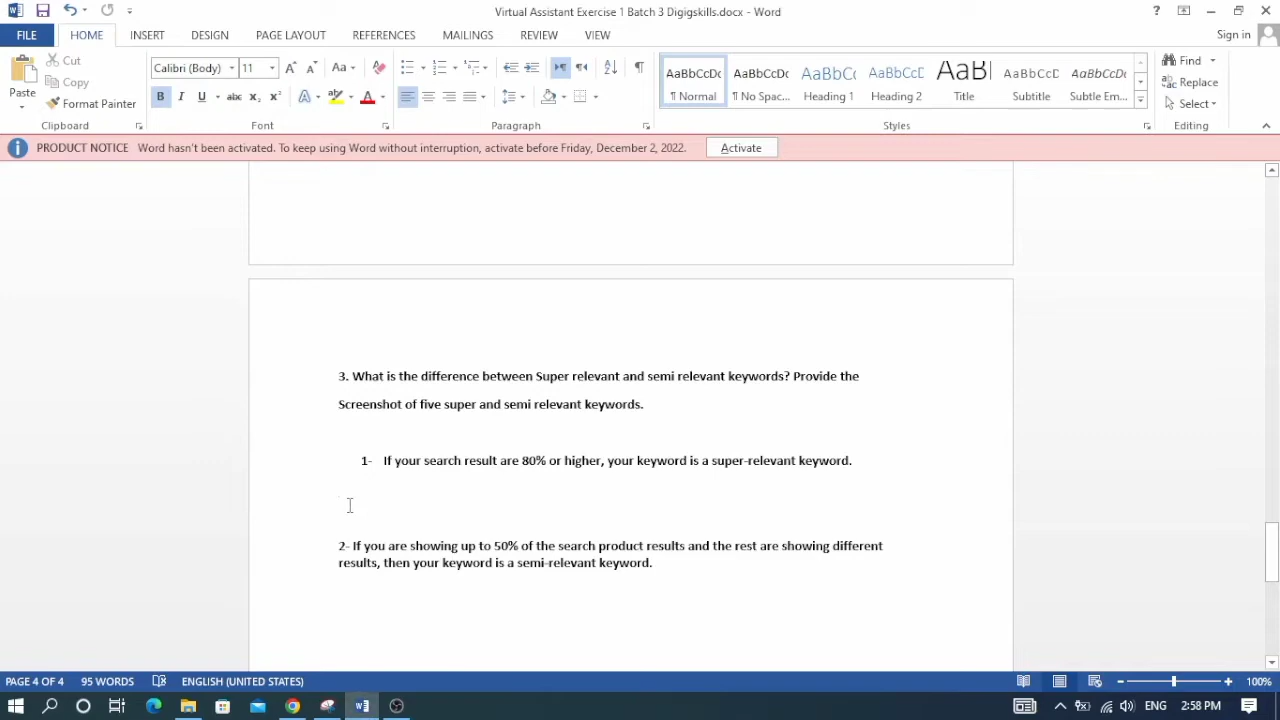 Virtual Assistant Exercise 1 Batch 3 Digigskills.docx - Word
?
FILE HOME INSERT DESIGN PAGE LAYOUT REFERENCES MAILINGS REVIEW VIEW Sign in
Paste Cut Copy Format Painter
Calibri (Body) 11 Aa
B I U abc x₂ x² A A
AaBbCcDc AaBbCcDc AaBbC( AaBbCcE AaB AaBbCcD AaBbCcDc
¶ Normal ¶ No Spac... Heading 1 Heading 2 Title Subtitle Subtle Em...
Find Replace Select
Clipboard Font Paragraph Styles Editing
PRODUCT NOTICE Word hasn't been activated. To keep using Word without interruption, activate before Friday, December 2, 2022. Activate
3. What is the difference between Super relevant and semi relevant keywords? Provide the
Screenshot of five super and semi relevant keywords.
1- If your search result are 80% or higher, your keyword is a super-relevant keyword.
2- If you are showing up to 50% of the search product results and the rest are showing different
results, then your keyword is a semi-relevant keyword.
PAGE 4 OF 4 95 WORDS ENGLISH (UNITED STATES) 100%
ENG 2:58 PM